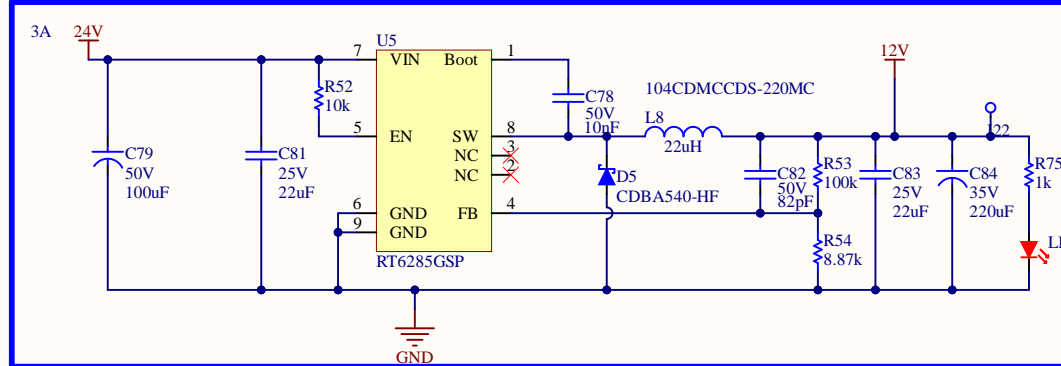 3A
24V
U5
7
VIN
Boot
1
R52
10k
C78
50V
10nF
104CDMCCDS-220MC
12V
5
EN
SW
8
L8
22uH
NC
3
NC
2
C79
50V
100uF
C81
25V
22uF
D5
CDBA540-HF
C82
50V
82pF
R53
100k
C83
25V
22uF
C84
35V
220uF
R75
1k
6
GND
9
GND
FB
4
R54
8.87k
RT6285GSP
GND